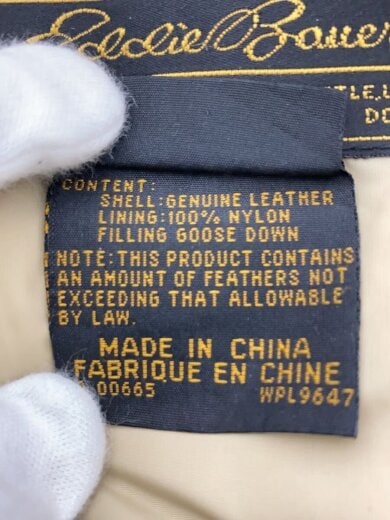 Eddie Bauer
DO
CONTENT:
SHELL:GENUINE LEATHER
LINING:100% NYLON
FILLING GOOSE DOWN
NOTE:THIS PRODUCT CONTAINS
AN AMOUNT OF FEATHERS NOT
EXCEEDING THAT ALLOWABLE
BY LAW.
MADE IN CHINA
FABRIQUE EN CHINE
00665 WPL9647